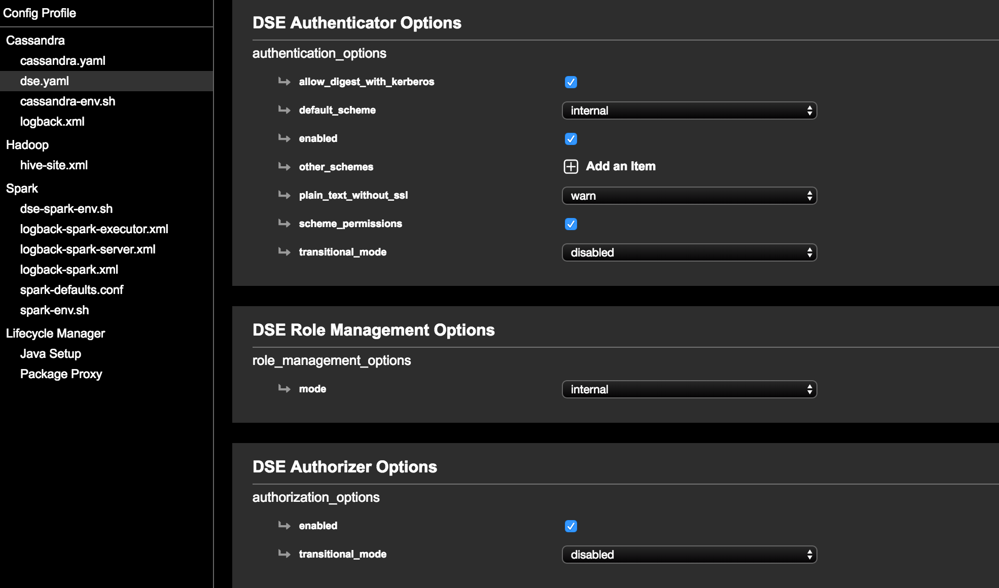 Config Profile
Cassandra
cassandra.yaml
dse.yaml
cassandra-env.sh
logback.xml
Hadoop
hive-site.xml
Spark
dse-spark-env.sh
logback-spark-executor.xml
logback-spark-server.xml
logback-spark.xml
spark-defaults.conf
spark-env.sh
Lifecycle Manager
Java Setup
Package Proxy
DSE Authenticator Options
authentication_options
allow_digest_with_kerberos
default_scheme internal
enabled
other_schemes Add an Item
plain_text_without_ssl warn
scheme_permissions
transitional_mode disabled
DSE Role Management Options
role_management_options
mode internal
DSE Authorizer Options
authorization_options
enabled
transitional_mode disabled